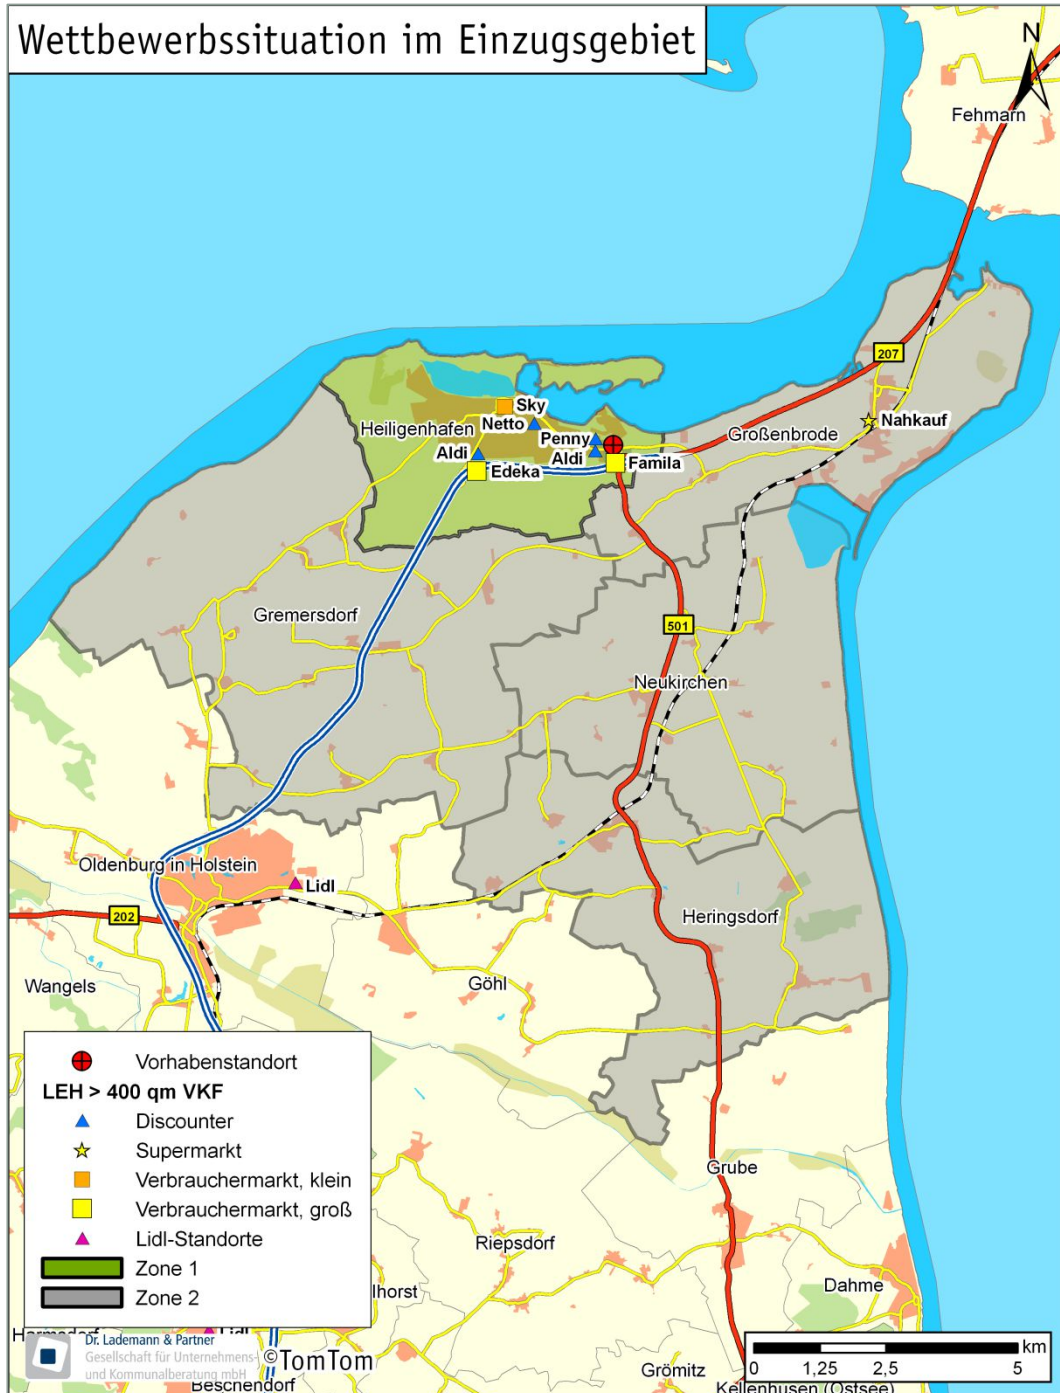 Wettbewerbssituation im Einzugsgebiet
N
Fehmarn
207
Sky
Nahkauf
Netto
Heiligenhafen
Penny
Großenbrode
Aldi
Aldi
Famila
Edeka
Gremersdorf
501
Neukirchen
Oldenburg in Holstein
Lidl
202
Heringsdorf
Wangels
Göhl
Vorhabenstandort
LEH > 400 qm VKF
Discounter
Supermarkt
Verbrauchermarkt, klein
Verbrauchermarkt, groß
Lidl-Standorte
Zone 1
Zone 2
Grube
Riepsdorf
Dahme
lhorst
Lidl
Dr. Lademann & Partner
Gesellschaft für Unternehmens-
und Kommunalberatung mbH
©TomTom
Beschendorf
Grömitz
Kellenhusen (Ostsee)
km
0 1,25 2,5 5